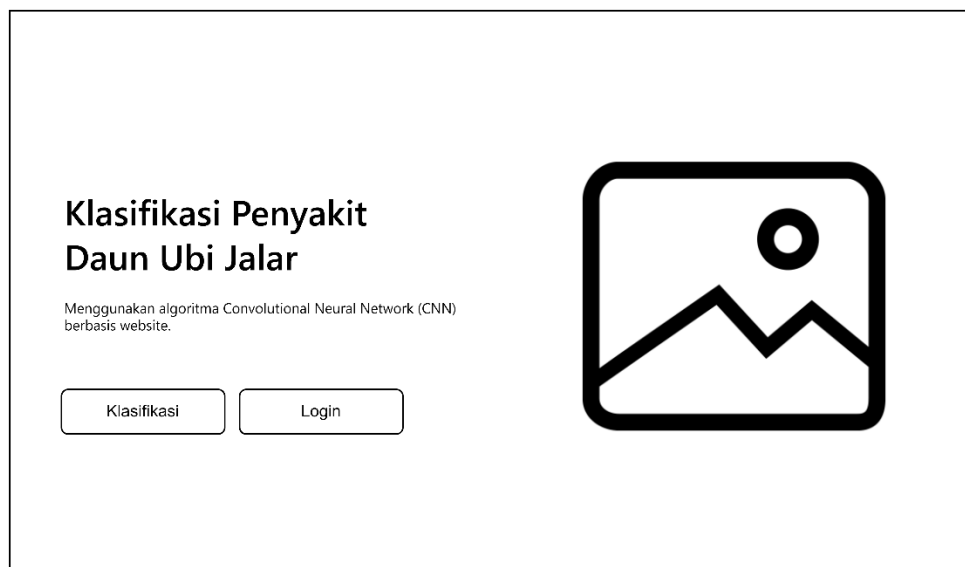 Klasifikasi Penyakit
Daun Ubi Jalar
Menggunakan algoritma Convolutional Neural Network (CNN)
berbasis website.
Klasifikasi
Login